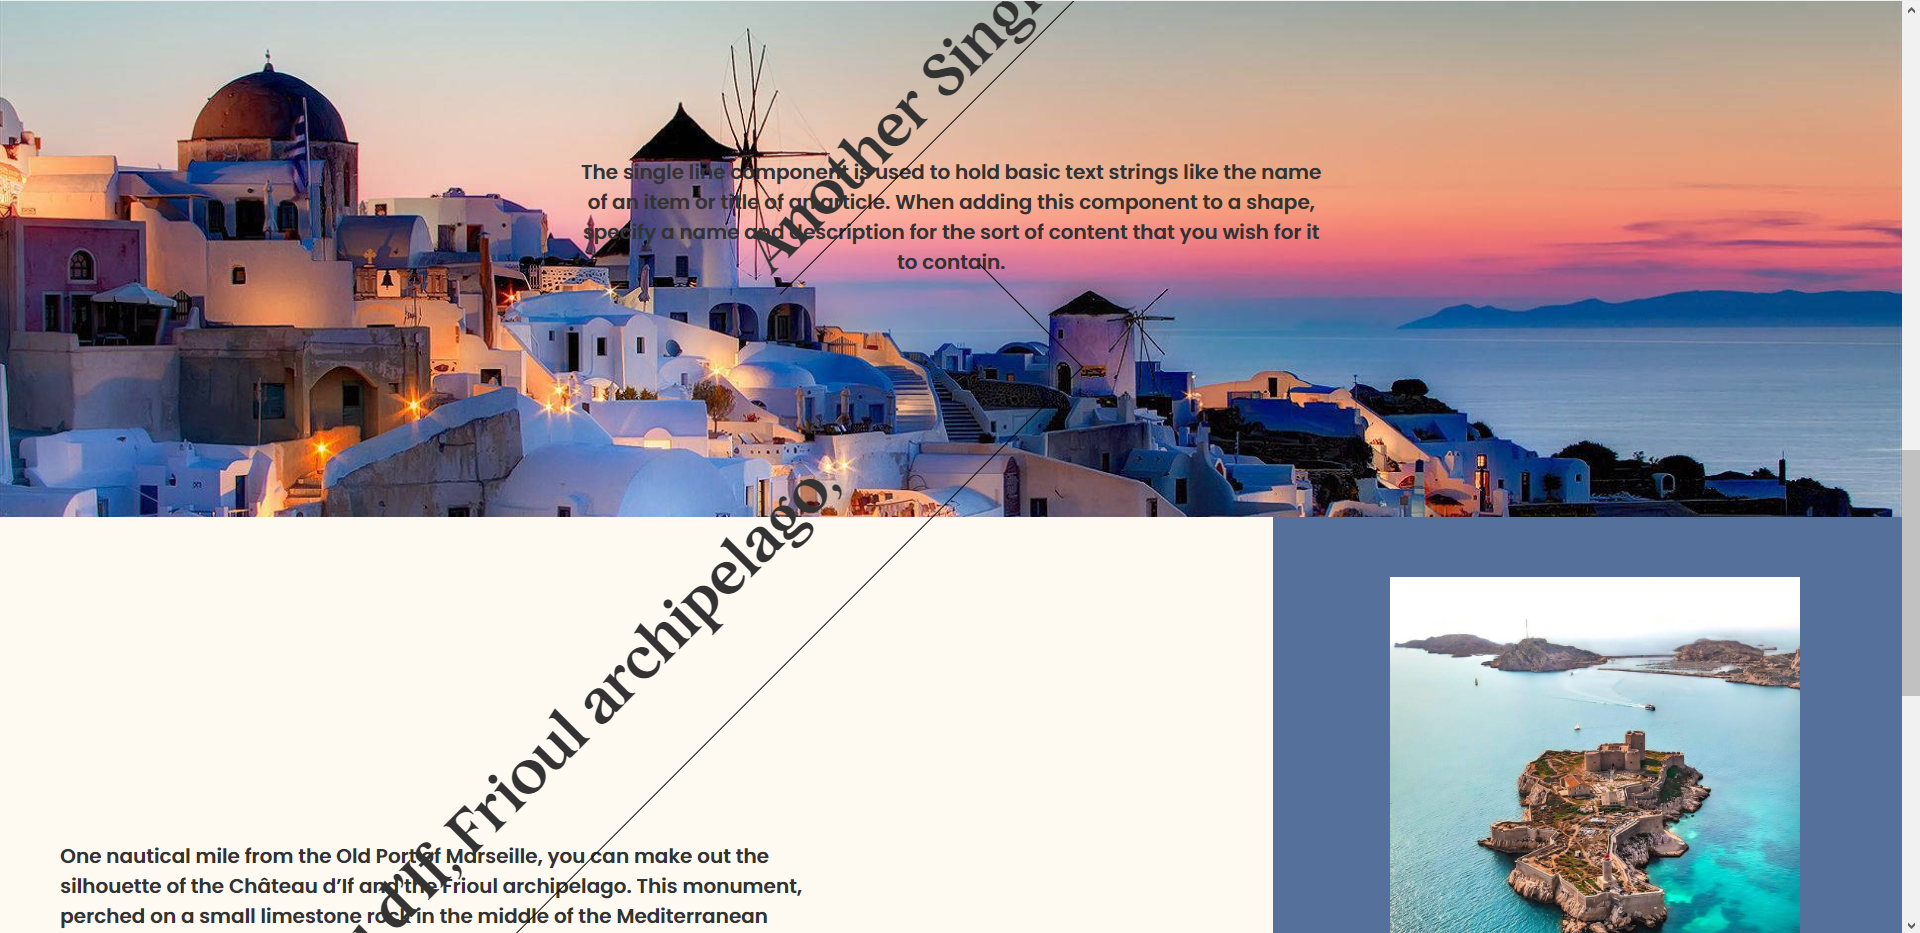 Another
The single line component is used to hold basic text strings like the name
of an item or title of an article. When adding this component to a shape,
specify a name and description for the sort of content that you wish for it
to contain.
d’If, Frioul archipelago,
One nautical mile from the Old Port of Marseille, you can make out the
silhouette of the Château d’If and the Frioul archipelago. This monument,
perched on a small limestone rock in the middle of the Mediterranean